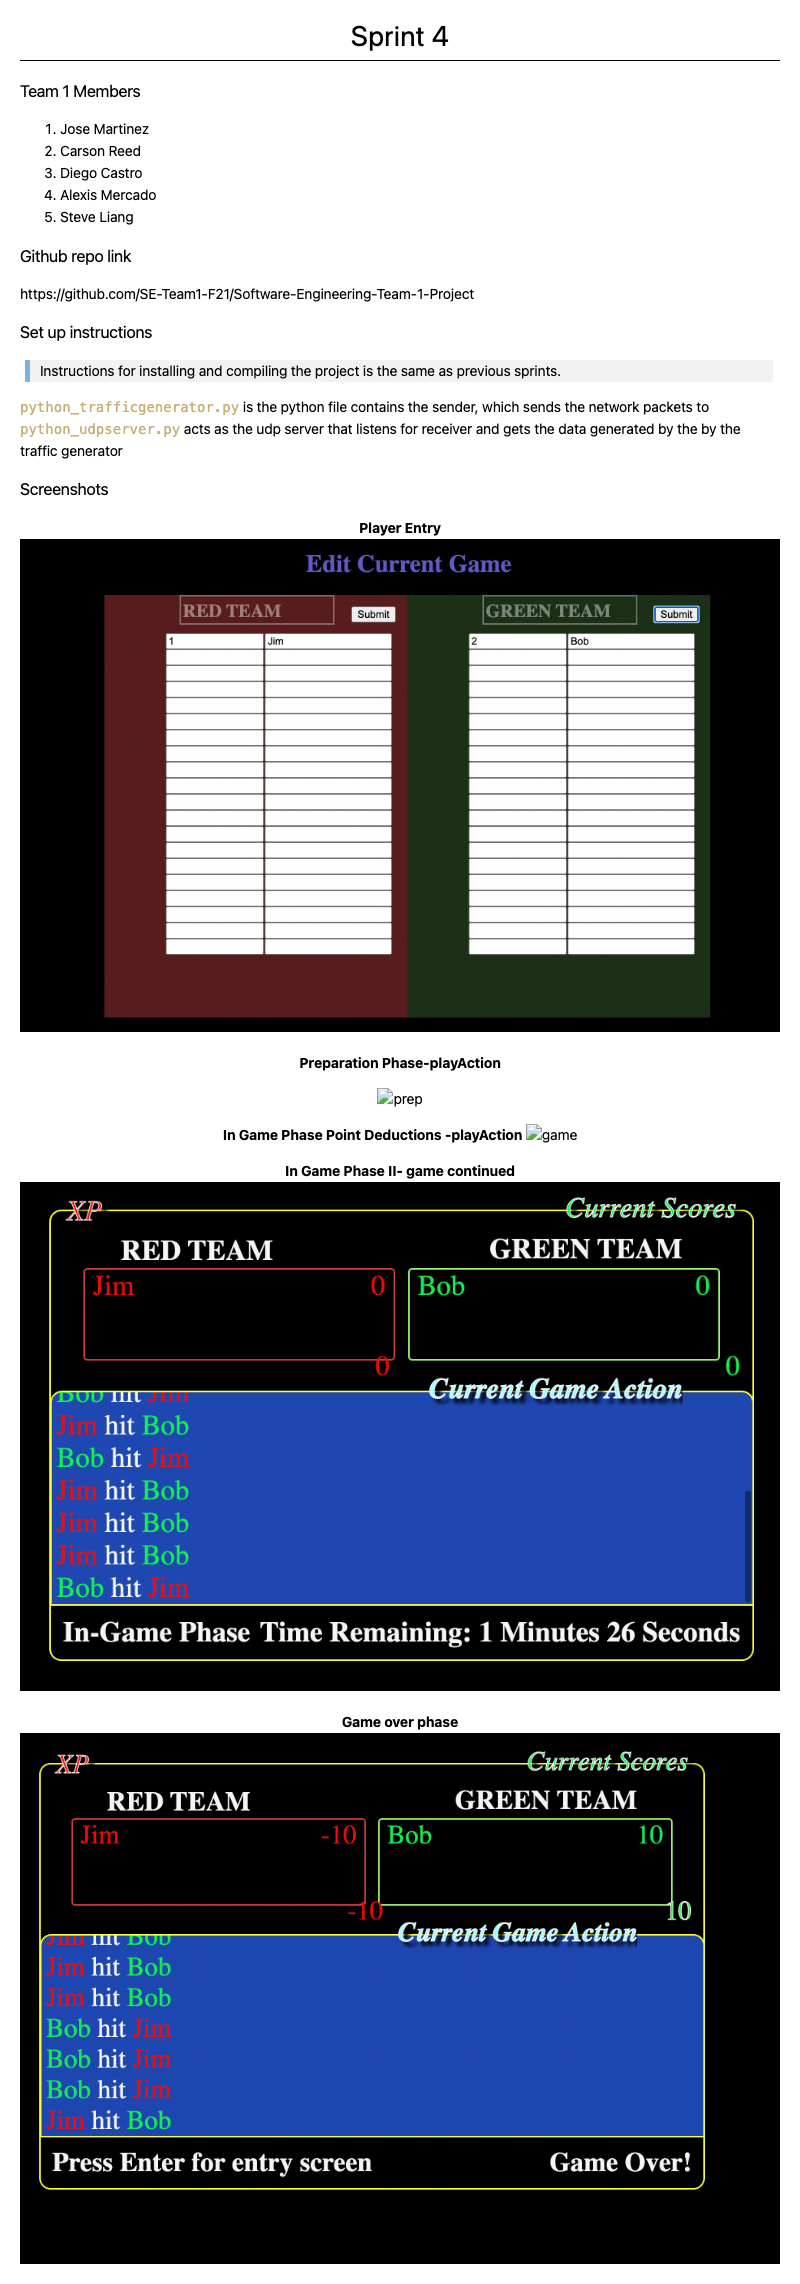 Sprint 4
Team 1 Members
1. Jose Martinez
2. Carson Reed
3. Diego Castro
4. Alexis Mercado
5. Steve Liang
Github repo link
https://github.com/SE-Team1-F21/Software-Engineering-Team-1-Project
Set up instructions
Instructions for installing and compiling the project is the same as previous sprints.
python_trafficgenerator.py is the python file contains the sender, which sends the network packets to
python_udpserver.py acts as the udp server that listens for receiver and gets the data generated by the by the
traffic generator
Screenshots
Player Entry
Edit Current Game
RED TEAM Submit GREEN TEAM Submit
1 Jim 2 Bob
Preparation Phase-playAction
prep
In Game Phase Point Deductions -playAction game
In Game Phase II- game continued
XP Current Scores
RED TEAM GREEN TEAM
Jim 0 Bob 0
0 0
Current Game Action
Bob hit Jim
Jim hit Bob
Bob hit Jim
Jim hit Bob
Jim hit Bob
Jim hit Bob
Bob hit Jim
In-Game Phase Time Remaining: 1 Minutes 26 Seconds
Game over phase
XP Current Scores
RED TEAM GREEN TEAM
Jim -10 Bob 10
-10 10
Current Game Action
Jim hit Bob
Jim hit Bob
Jim hit Bob
Bob hit Jim
Bob hit Jim
Bob hit Jim
Jim hit Bob
Press Enter for entry screen Game Over!